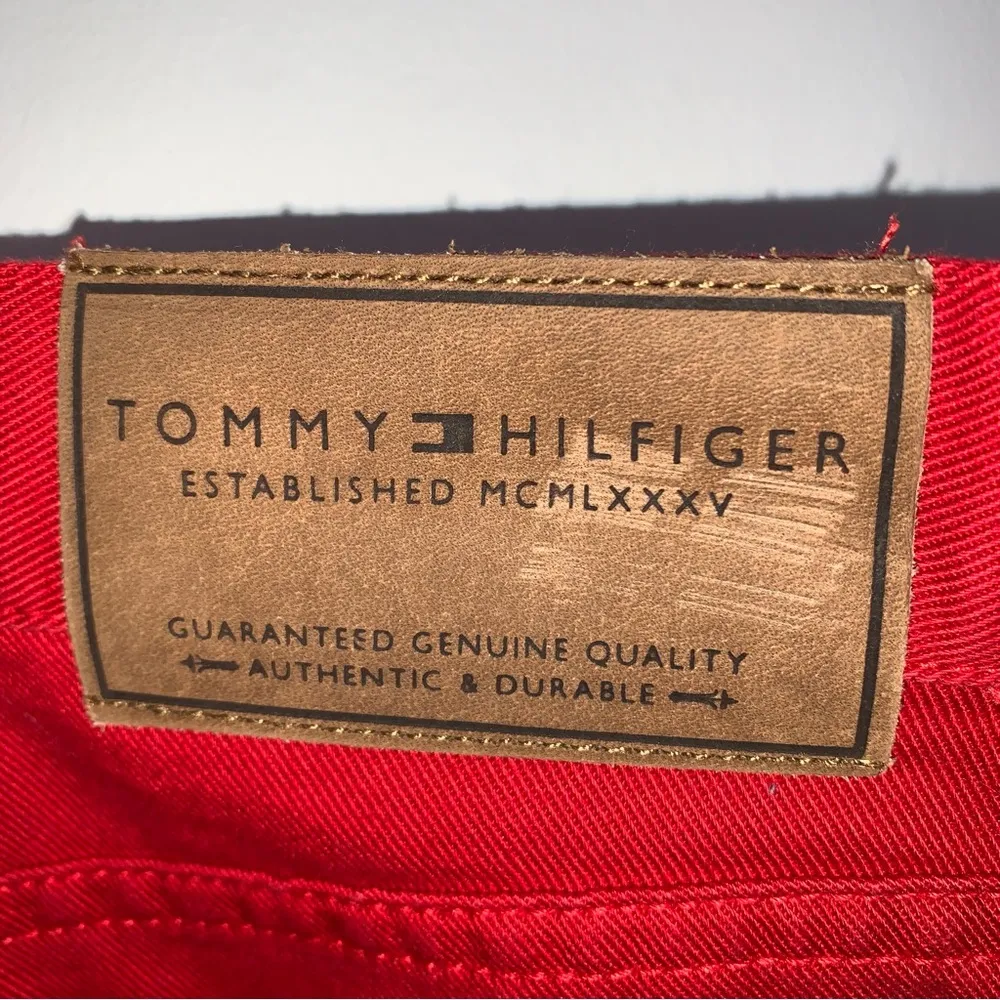 TOMMY HILFIGER
ESTABLISHED MCMLXXXV
GUARANTEED GENUINE QUALITY
AUTHENTIC & DURABLE